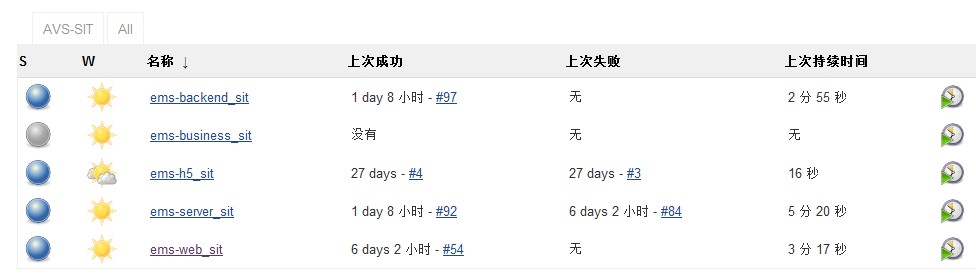 AVS-SIT All
S W 名称 ↓ 上次成功 上次失败 上次持续时间
ems-backend_sit 1 day 8 小时 - #97 无 2 分 55 秒
ems-business_sit 没有 无 无
ems-h5_sit 27 days - #4 27 days - #3 16 秒
ems-server_sit 1 day 8 小时 - #92 6 days 2 小时 - #84 5 分 20 秒
ems-web_sit 6 days 2 小时 - #54 无 3 分 17 秒